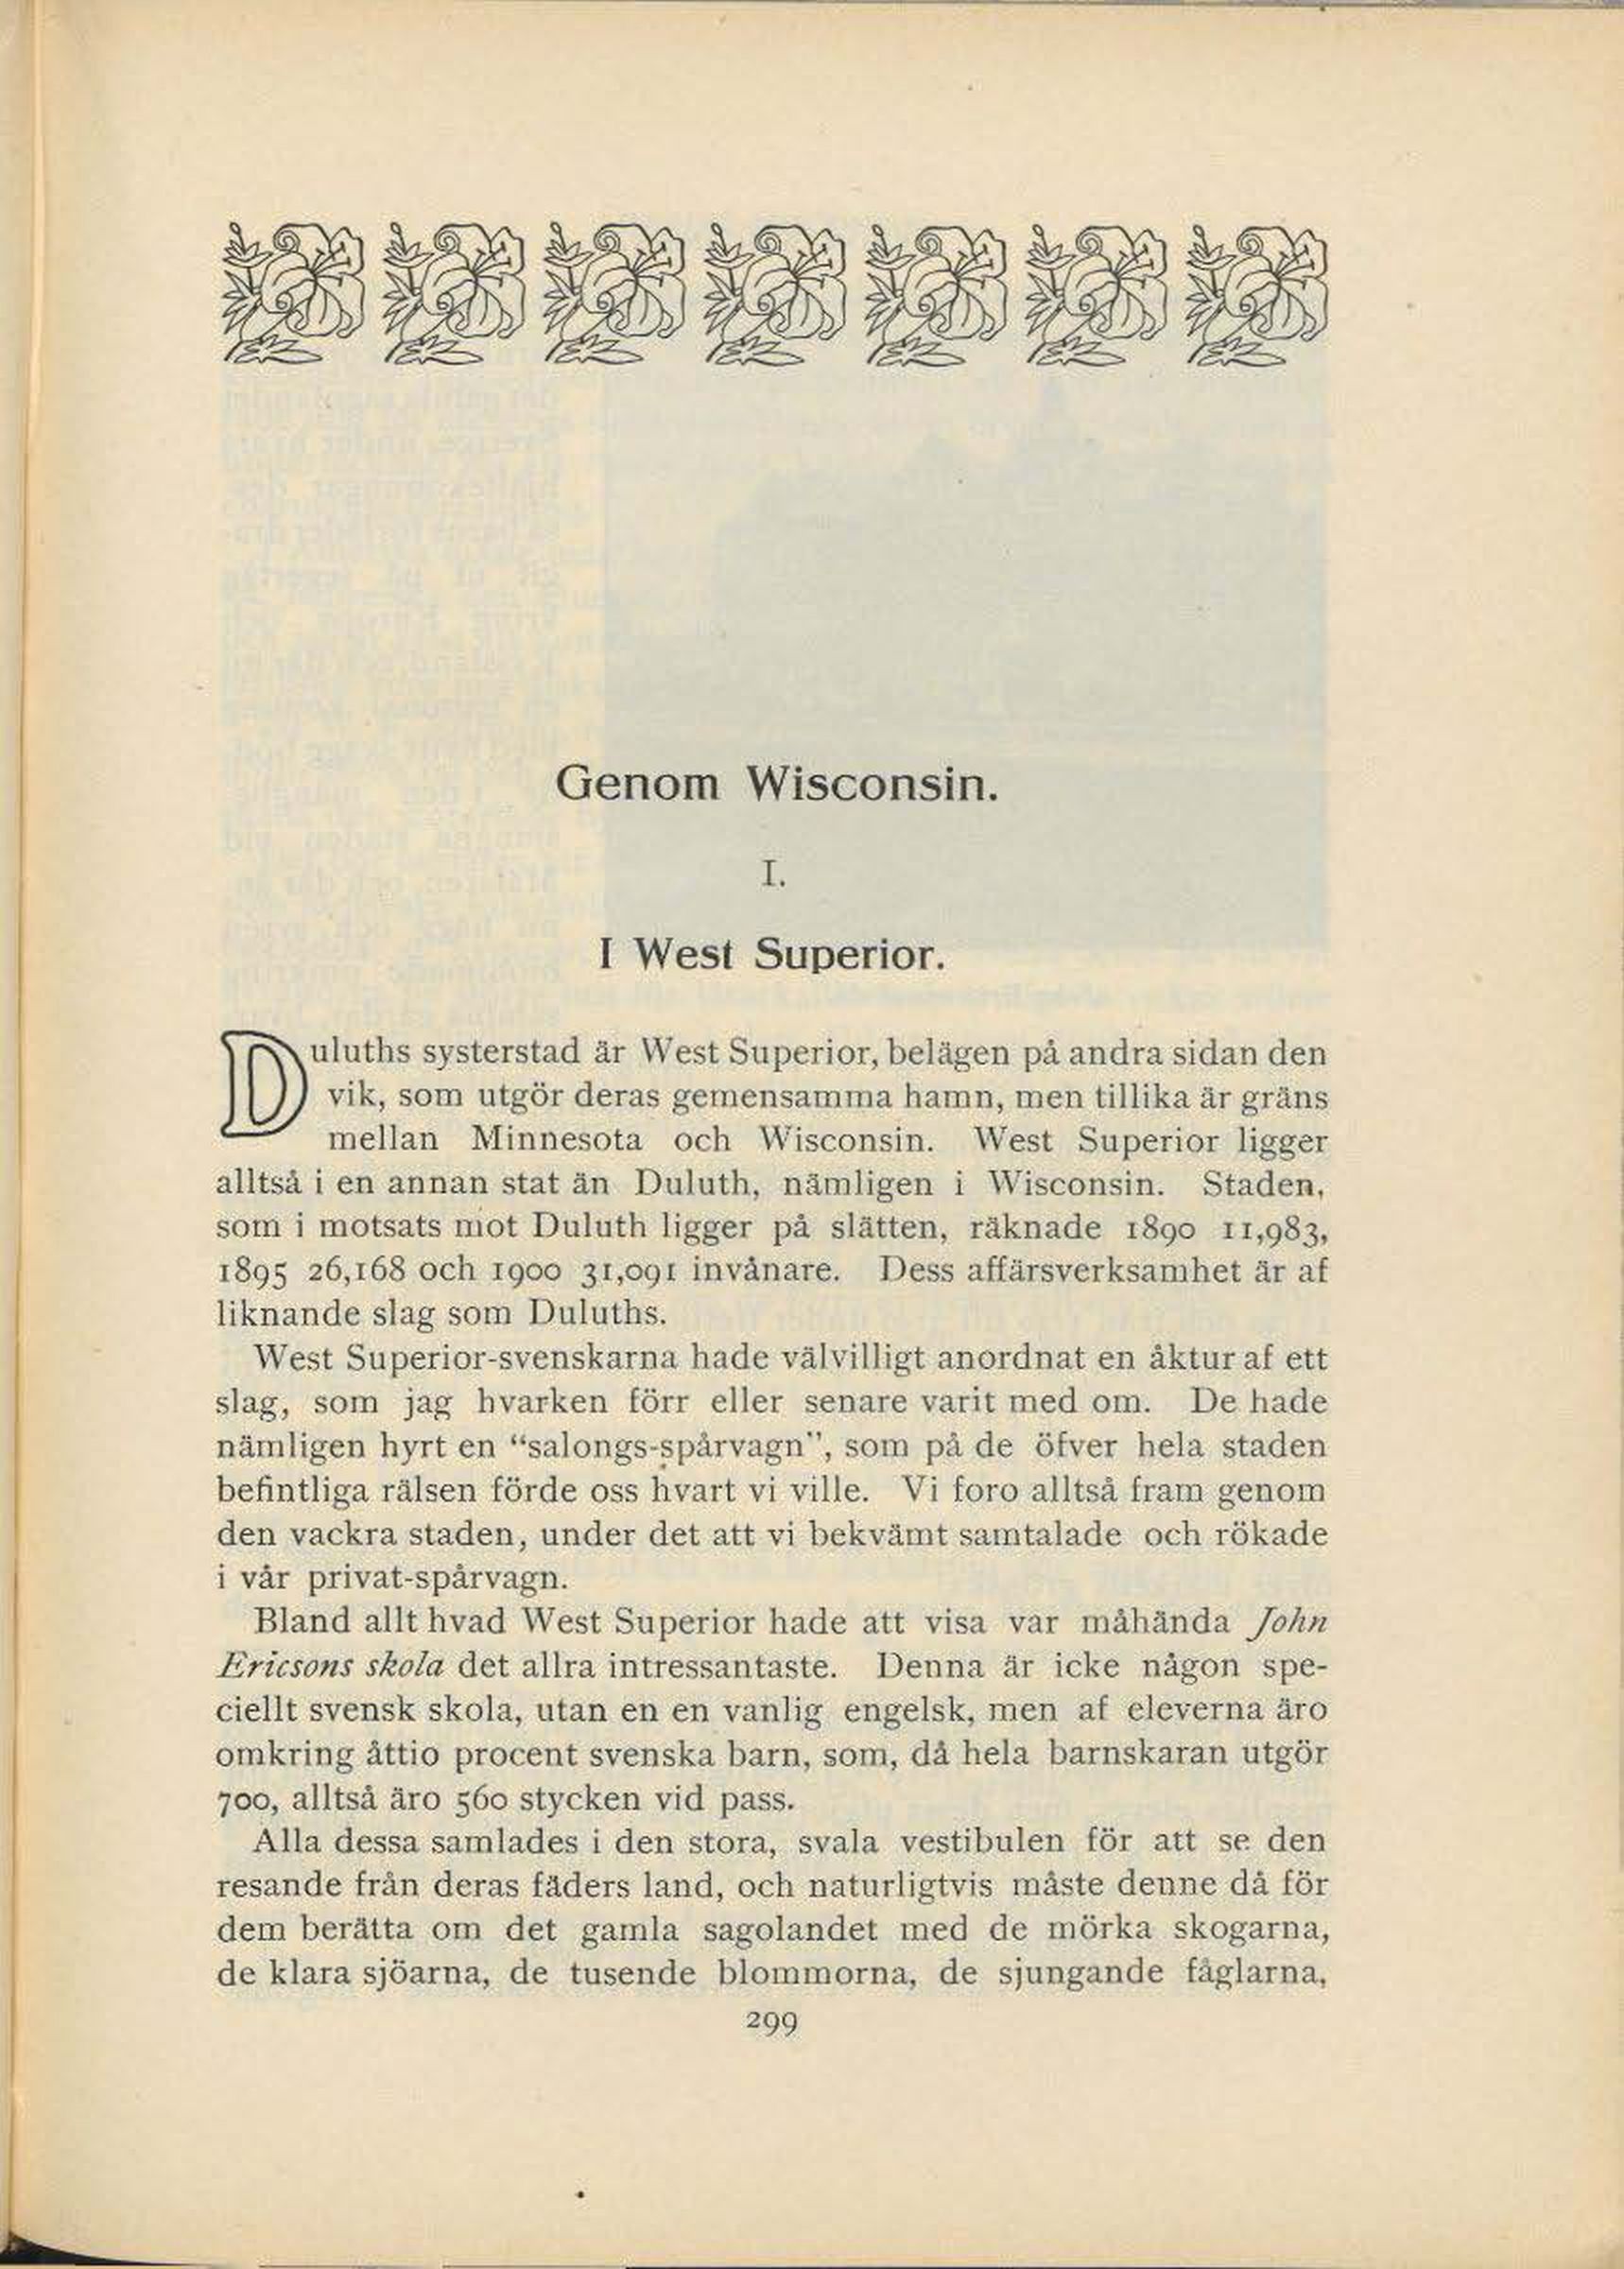 Genom Wisconsin.
I.
I West Superior.
Duluths systerstad är West Superior, belägen på andra sidan den
vik, som utgör deras gemensamma hamn, men tillika är gräns
mellan Minnesota och Wisconsin. West Superior ligger
alltså i en annan stat än Duluth, nämligen i Wisconsin. Staden,
som i motsats mot Duluth ligger på slätten, räknade 1890 11,983,
1895 26,168 och 1900 31,091 invånare. Dess affärsverksamhet är af
liknande slag som Duluths.
West Superior-svenskarna hade välvilligt anordnat en åktur af ett
slag, som jag hvarken förr eller senare varit med om. De hade
nämligen hyrt en “salongs-spårvagn”, som på de öfver hela staden
befintliga rälsen förde oss hvart vi ville. Vi foro alltså fram genom
den vackra staden, under det att vi bekvämt samtalade och rökade
i vår privat-spårvagn.
Bland allt hvad West Superior hade att visa var måhända John
Ericsons skola det allra intressantaste. Denna är icke någon spe-
ciellt svensk skola, utan en en vanlig engelsk, men af eleverna äro
omkring åttio procent svenska barn, som, då hela barnskaran utgör
700, alltså äro 560 stycken vid pass.
Alla dessa samlades i den stora, svala vestibulen för att se den
resande från deras fäders land, och naturligtvis måste denne då för
dem berätta om det gamla sagolandet med de mörka skogarna,
de klara sjöarna, de tusende blommorna, de sjungande fåglarna,
299